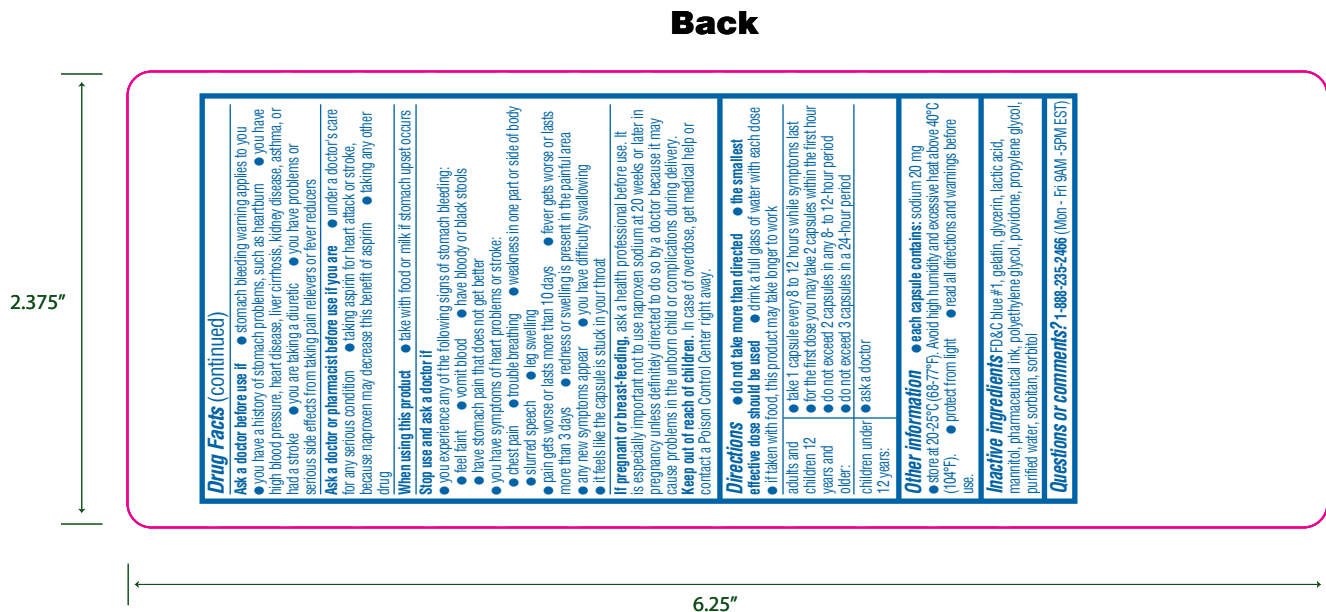 Back
2.375"
6.25"
Drug Facts (continued)
Ask a doctor before use if ● stomach bleeding warning applies to you
● you have a history of stomach problems, such as heartburn ● you have
high blood pressure, heart disease, liver cirrhosis, kidney disease, asthma, or
had a stroke ● you are taking a diuretic ● you have problems or
serious side effects from taking pain relievers or fever reducers
Ask a doctor or pharmacist before use if you are ● under a doctor's care
for any serious condition ● taking aspirin for heart attack or stroke,
because naproxen may decrease this benefit of aspirin ● taking any other
drug
When using this product ● take with food or milk if stomach upset occurs
Stop use and ask a doctor if
● you experience any of the following signs of stomach bleeding:
● feel faint ● vomit blood ● have bloody or black stools
● have stomach pain that does not get better
● you have symptoms of heart problems or stroke:
● chest pain ● trouble breathing ● weakness in one part or side of body
● slurred speech ● leg swelling
● pain gets worse or lasts more than 10 days ● fever gets worse or lasts
more than 3 days ● redness or swelling is present in the painful area
● any new symptoms appear ● you have difficulty swallowing
● it feels like the capsule is stuck in your throat
If pregnant or breast-feeding, ask a health professional before use. It
is especially important not to use naproxen sodium at 20 weeks or later in
pregnancy unless definitely directed to do so by a doctor because it may
cause problems in the unborn child or complications during delivery.
Keep out of reach of children. In case of overdose, get medical help or
contact a Poison Control Center right away.
Directions ● do not take more than directed ● the smallest
effective dose should be used ● drink a full glass of water with each dose
● if taken with food, this product may take longer to work
adults and
children 12
years and
older:
● take 1 capsule every 8 to 12 hours while symptoms last
● for the first dose you may take 2 capsules within the first hour
● do not exceed 2 capsules in any 8- to 12-hour period
● do not exceed 3 capsules in a 24-hour period
children under
12 years:
● ask a doctor
Other information ● each capsule contains: sodium 20 mg
● store at 20-25°C (68-77°F). Avoid high humidity and excessive heat above 40°C
(104°F). ● protect from light ● read all directions and warnings before
use.
Inactive ingredients FD&C blue #1, gelatin, glycerin, lactic acid,
mannitol, pharmaceutical ink, polyethylene glycol, povidone, propylene glycol,
purified water, sorbitan, sorbitol
Questions or comments? 1-888-235-2466 (Mon - Fri 9AM -5PM EST)